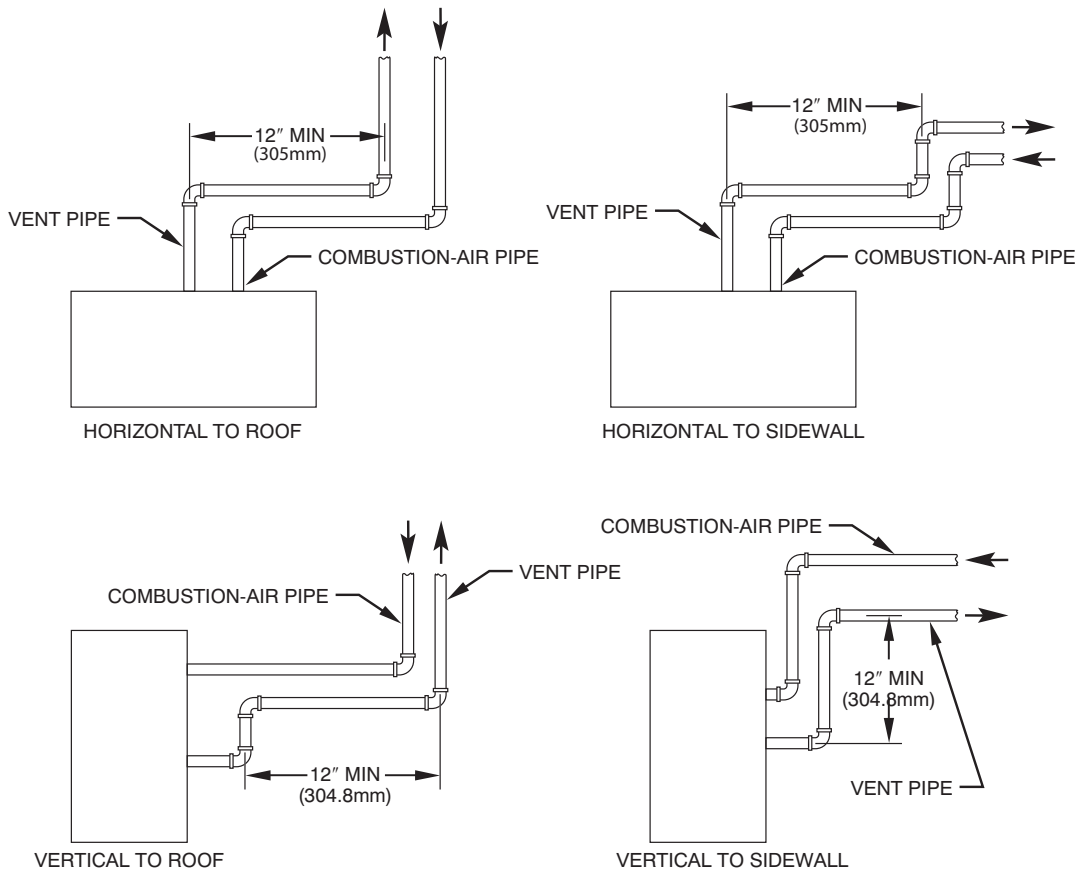 12″ MIN
(305mm)
VENT PIPE
COMBUSTION-AIR PIPE
HORIZONTAL TO ROOF
12″ MIN
(305mm)
VENT PIPE
COMBUSTION-AIR PIPE
HORIZONTAL TO SIDEWALL
VENT PIPE
COMBUSTION-AIR PIPE
12″ MIN
(304.8mm)
VERTICAL TO ROOF
COMBUSTION-AIR PIPE
12″ MIN
(304.8mm)
VENT PIPE
VERTICAL TO SIDEWALL